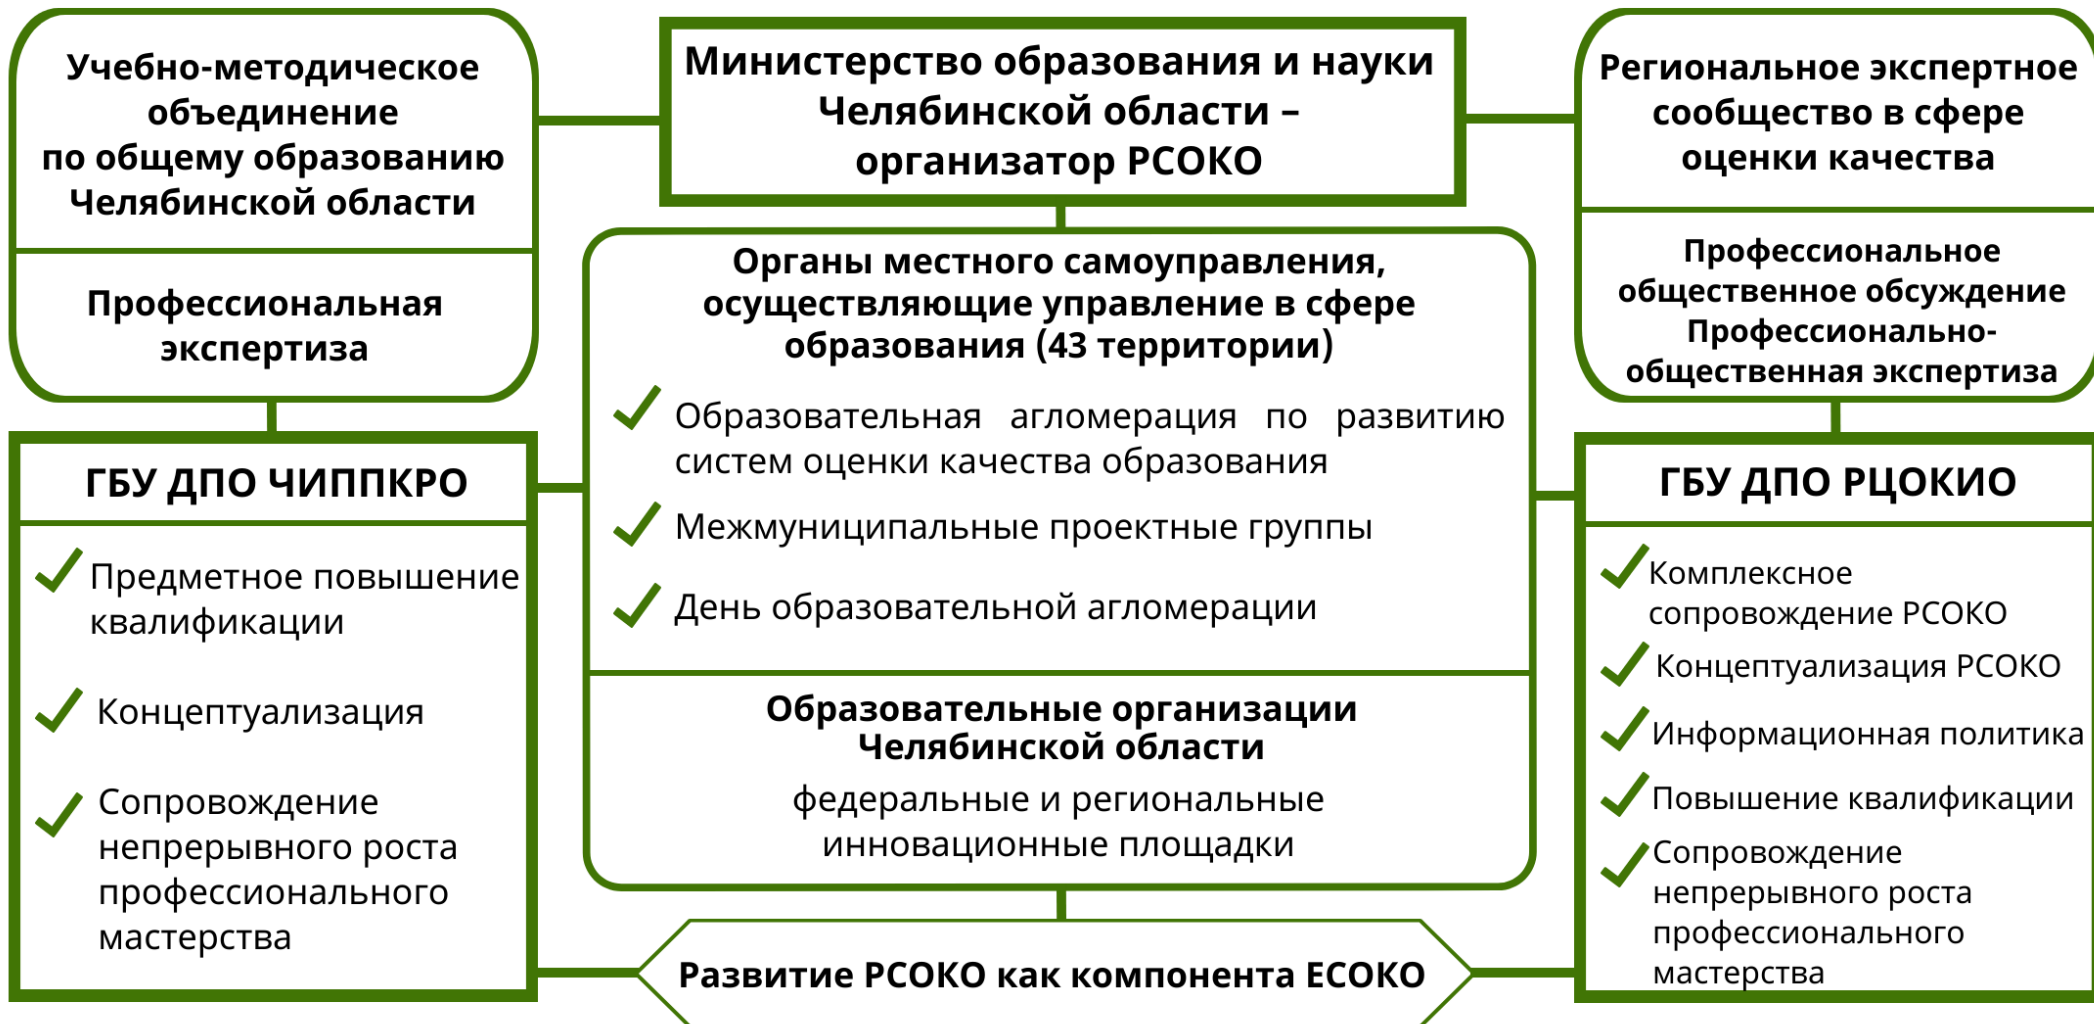 Учебно-методическое
объединение
по общему образованию
Челябинской области
Профессиональная
экспертиза
Министерство образования и науки
Челябинской области –
организатор РСОКО
Региональное экспертное
сообщество в сфере
оценки качества
Профессиональное
общественное обсуждение
Профессионально-
общественная экспертиза
ГБУ ДПО ЧИППКРО
Предметное повышение
квалификации
Концептуализация
Сопровождение
непрерывного роста
профессионального
мастерства
Органы местного самоуправления,
осуществляющие управление в сфере
образования (43 территории)
Образовательная агломерация по развитию
систем оценки качества образования
Межмуниципальные проектные группы
День образовательной агломерации
Образовательные организации
Челябинской области
федеральные и региональные
инновационные площадки
ГБУ ДПО РЦОКИО
Комплексное
сопровождение РСОКО
Концептуализация РСОКО
Информационная политика
Повышение квалификации
Сопровождение
непрерывного роста
профессионального
мастерства
Развитие РСОКО как компонента ЕСОКО